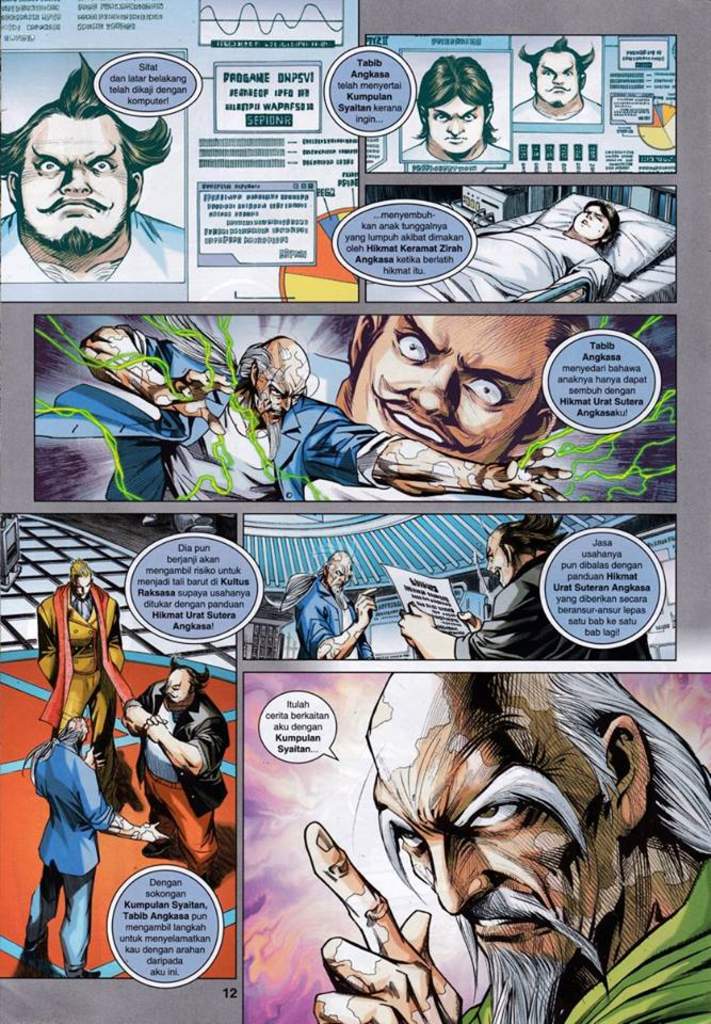 Sifat
dan latar belakang
telah dikaji dengan
komputer!
Tabib
Angkasa
telah menyertai
Kumpulan
Syaitan kerana
ingin...
...menyembuh-
kan anak tunggalnya
yang lumpuh akibat dimakan
oleh Hikmat Keramat Zirah
Angkasa ketika berlatih
hikmat itu.
Tabib
Angkasa
menyedari bahawa
anaknya hanya dapat
sembuh dengan
Hikmat Urat Sutera
Angkasaku!
Dia pun
berjanji akan
mengambil risiko untuk
menjadi tali barut di Kultus
Raksasa supaya usahanya
ditukar dengan panduan
Hikmat Urat Sutera
Angkasa!
Jasa
usahanya
pun dibalas dengan
panduan Hikmat
Urat Suteran Angkasa
yang diberikan secara
beransur-ansur lepas
satu bab ke satu
bab lagi!
Dengan
sokongan
Kumpulan Syaitan,
Tabib Angkasa pun
mengambil langkah
untuk menyelamatkan
kau dengan arahan
daripada
aku ini.
Itulah
cerita berkaitan
aku dengan
Kumpulan
Syaitan...
12